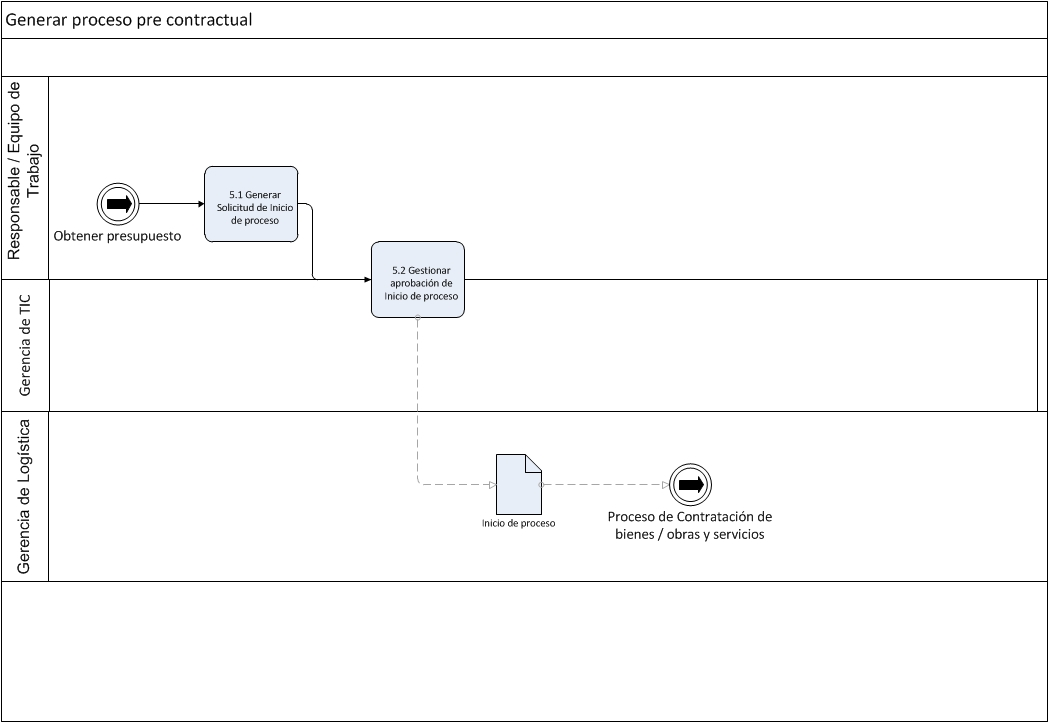 Generar proceso pre contractual
Responsable / Equipo de
Trabajo
Obtener presupuesto
5.1 Generar
Solicitud de Inicio
de proceso
5.2 Gestionar
aprobación de
Inicio de proceso
Gerencia de TIC
Gerencia de Logística
Inicio de proceso
Proceso de Contratación de
bienes / obras y servicios